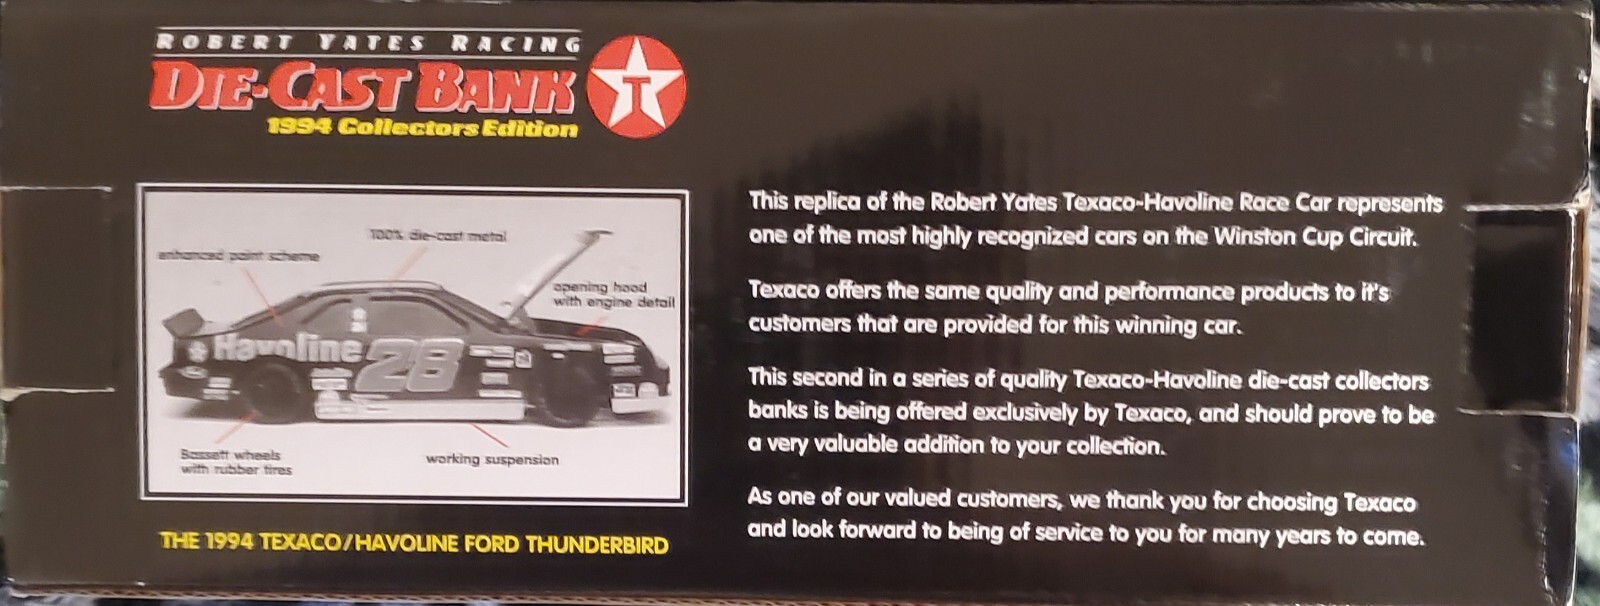 ROBERT YATES RACING
DIE-CAST BANK
1994 Collectors Edition
T
100% die-cast metal
enhanced paint scheme
opening hood
with engine detail
Havoline 28
Bassett wheels
with rubber tires
working suspension
THE 1994 TEXACO/HAVOLINE FORD THUNDERBIRD
This replica of the Robert Yates Texaco-Havoline Race Car represents
one of the most highly recognized cars on the Winston Cup Circuit.
Texaco offers the same quality and performance products to it's
customers that are provided for this winning car.
This second in a series of quality Texaco-Havoline die-cast collectors
banks is being offered exclusively by Texaco, and should prove to be
a very valuable addition to your collection.
As one of our valued customers, we thank you for choosing Texaco
and look forward to being of service to you for many years to come.